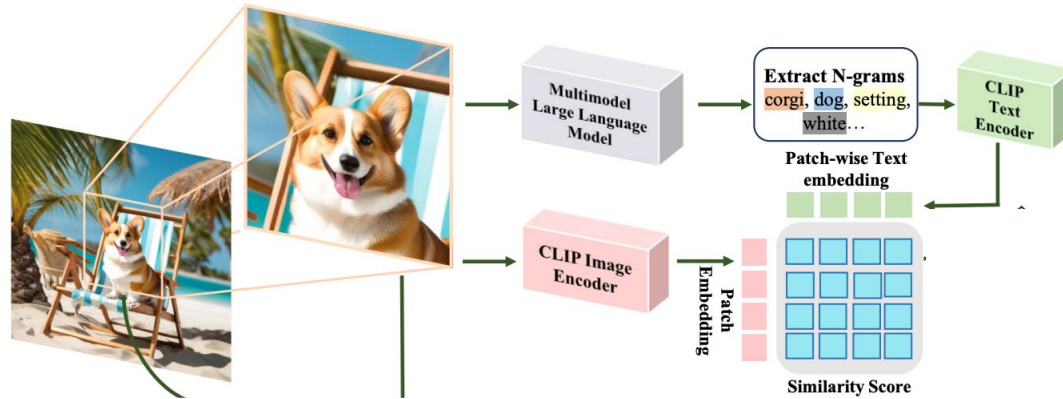 Multimodel
Large Language
Model
Extract N-grams
corgi, dog, setting,
white...
CLIP
Text
Encoder
Patch-wise Text
embedding
CLIP Image
Encoder
Patch
Embedding
Similarity Score